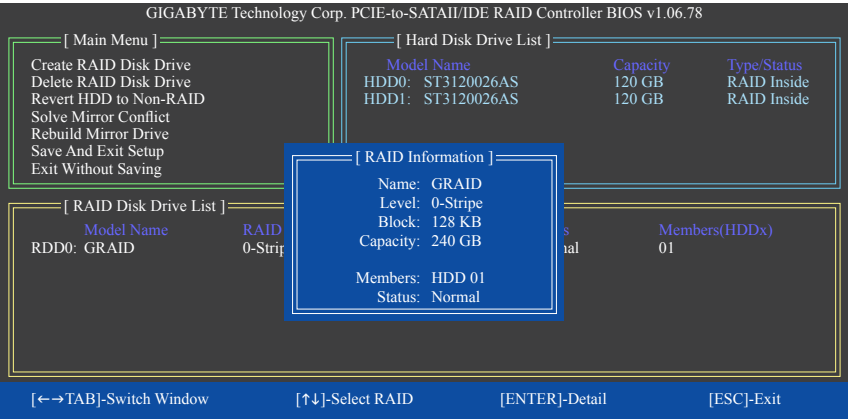 GIGABYTE Technology Corp. PCIE-to-SATAII/IDE RAID Controller BIOS v1.06.78
[ Main Menu ]
Create RAID Disk Drive
Delete RAID Disk Drive
Revert HDD to Non-RAID
Solve Mirror Conflict
Rebuild Mirror Drive
Save And Exit Setup
Exit Without Saving
[ Hard Disk Drive List ]
Model Name Capacity Type/Status
HDD0: ST3120026AS 120 GB RAID Inside
HDD1: ST3120026AS 120 GB RAID Inside
[ RAID Information ]
Name: GRAID
Level: 0-Stripe
Block: 128 KB
Capacity: 240 GB
Members: HDD 01
Status: Normal
[ RAID Disk Drive List ]
Model Name RAID s Members(HDDx)
RDD0: GRAID 0-Strip al 01
[←→TAB]-Switch Window [↑↓]-Select RAID [ENTER]-Detail [ESC]-Exit